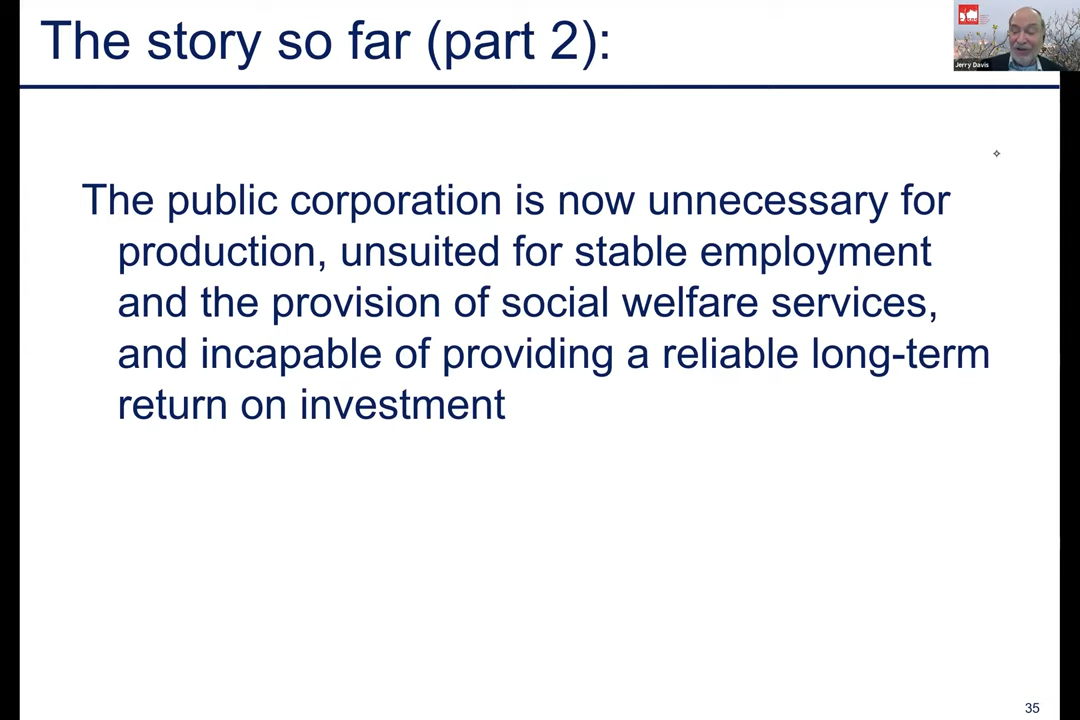 The story so far (part 2):
Jerry Davis
The public corporation is now unnecessary for
production, unsuited for stable employment
and the provision of social welfare services,
and incapable of providing a reliable long-term
return on investment
35